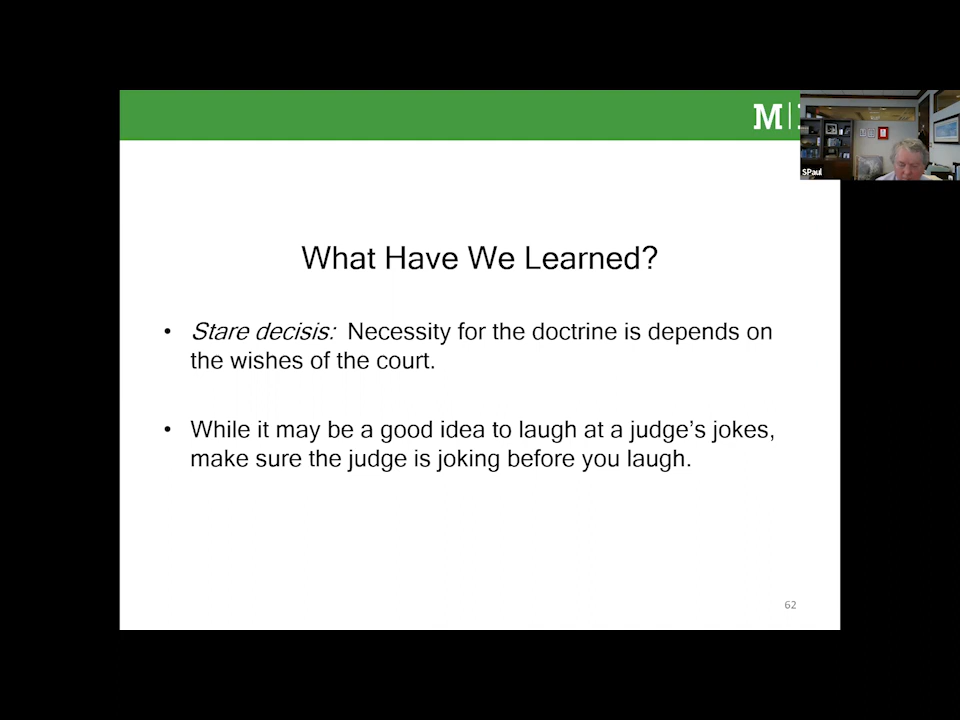 M
SPaul
What Have We Learned?
• Stare decisis: Necessity for the doctrine is depends on
the wishes of the court.
• While it may be a good idea to laugh at a judge’s jokes,
make sure the judge is joking before you laugh.
62